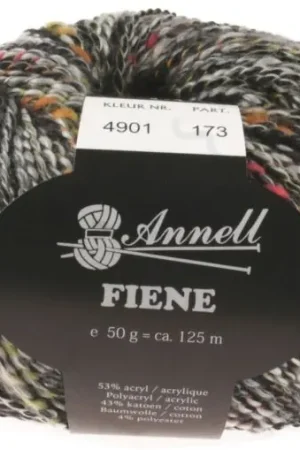 KLEUR NR. PART.
4901 173
Annell
FIENE
e 50 g = ca. 125 m
53% acryl / acrylique
Polyacryl / acrylic
43% katoen / coton
Baumwolle / cotton
4% polyester